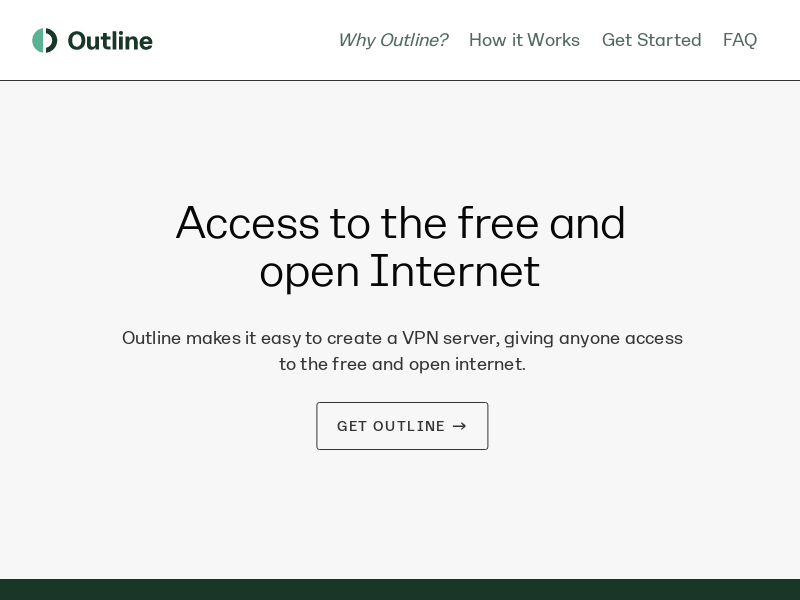 Outline
Why Outline?
How it Works
Get Started
FAQ
Access to the free and
open Internet
Outline makes it easy to create a VPN server, giving anyone access
to the free and open internet.
GET OUTLINE →